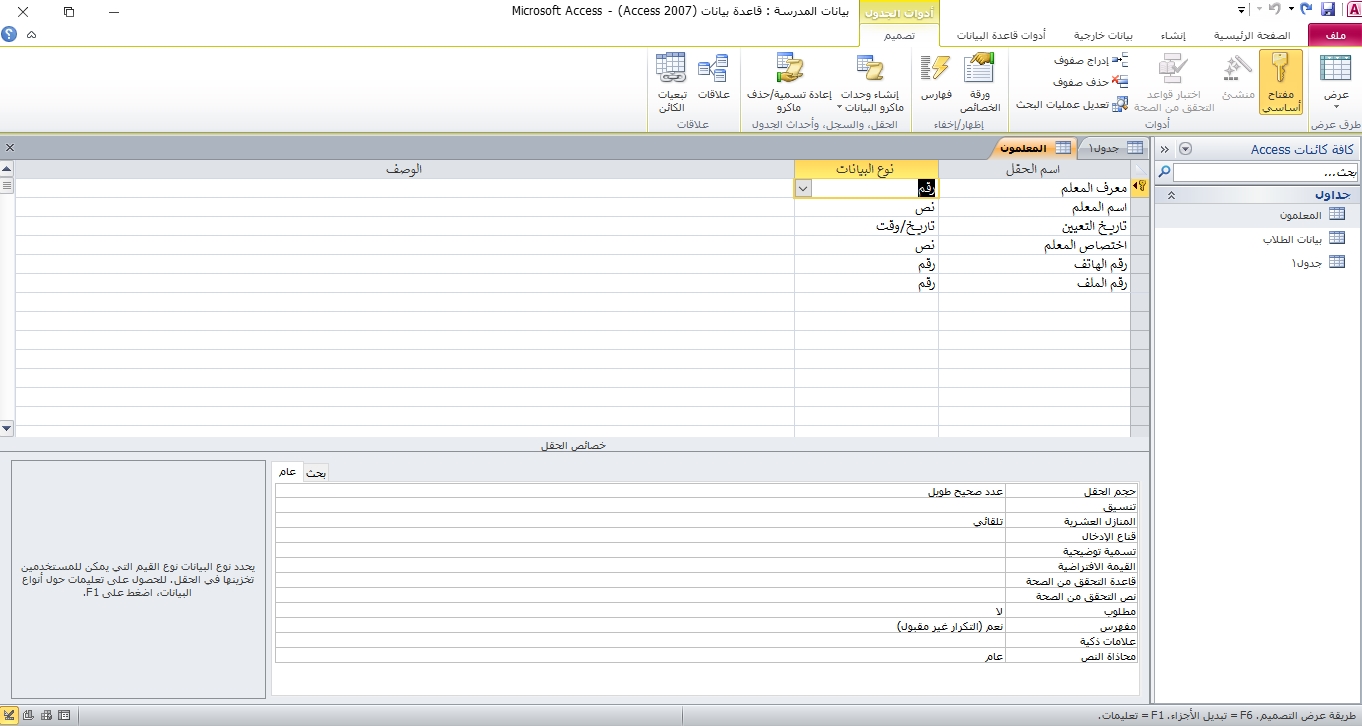 بيانات المدرسة : قاعدة بيانات (Access 2007) - Microsoft Access
أدوات الجدول
ملف
الصفحة الرئيسية
إنشاء
بيانات خارجية
أدوات قاعدة البيانات
تصميم
عرض
طرق عرض
مفتاح أساسي
منشئ
اختبار قواعد التحقق من الصحة
إدراج صفوف
حذف صفوف
تعديل عمليات البحث
أدوات
ورقة الخصائص
فهارس
إظهار/إخفاء
إنشاء وحدات ماكرو البيانات
إعادة تسمية/حذف ماكرو
الحقل، والسجل، وأحداث الجدول
علاقات
تبعيات الكائن
علاقات
كافة كائنات Access
بحث...
جداول
المعلمون
بيانات الطلاب
جدول١
جدول١
المعلمون
اسم الحقل نوع البيانات الوصف
معرف المعلم رقم
اسم المعلم نص
تاريخ التعيين تاريخ/وقت
اختصاص المعلم نص
رقم الهاتف رقم
رقم الملف رقم
خصائص الحقل
عام بحث
حجم الحقل عدد صحيح طويل
تنسيق
المنازل العشرية تلقائي
قناع الإدخال
تسمية توضيحية
القيمة الافتراضية
قاعدة التحقق من الصحة
نص التحقق من الصحة
مطلوب لا
مفهرس نعم (التكرار غير مقبول)
علامات ذكية
محاذاة النص عام
يحدد نوع البيانات نوع القيم التي يمكن للمستخدمين
تخزينها في الحقل. للحصول على تعليمات حول أنواع
البيانات، اضغط على F1.
طريقة عرض التصميم. F6 = تبديل الأجزاء. F1 = تعليمات.